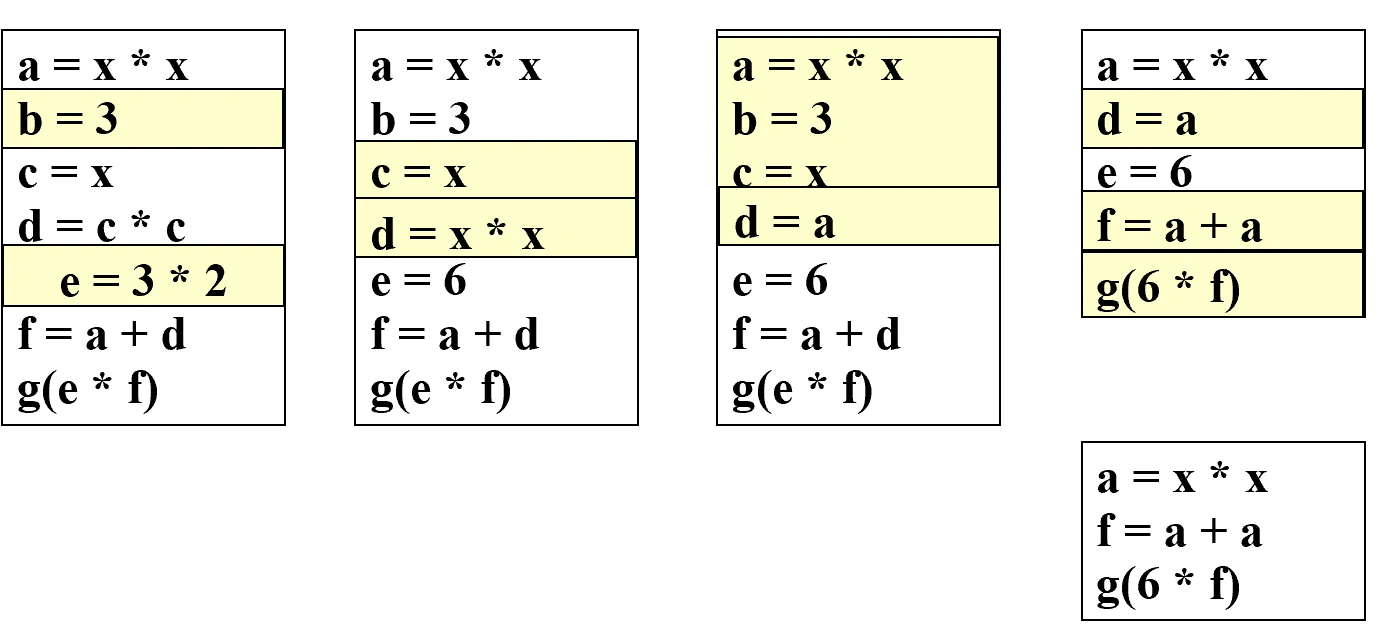 a = x * x
b = 3
c = x
d = c * c
e = 3 * 2
f = a + d
g(e * f)
a = x * x
b = 3
c = x
d = x * x
e = 6
f = a + d
g(e * f)
a = x * x
b = 3
c = x
d = a
e = 6
f = a + d
g(e * f)
a = x * x
d = a
e = 6
f = a + a
g(6 * f)
a = x * x
f = a + a
g(6 * f)